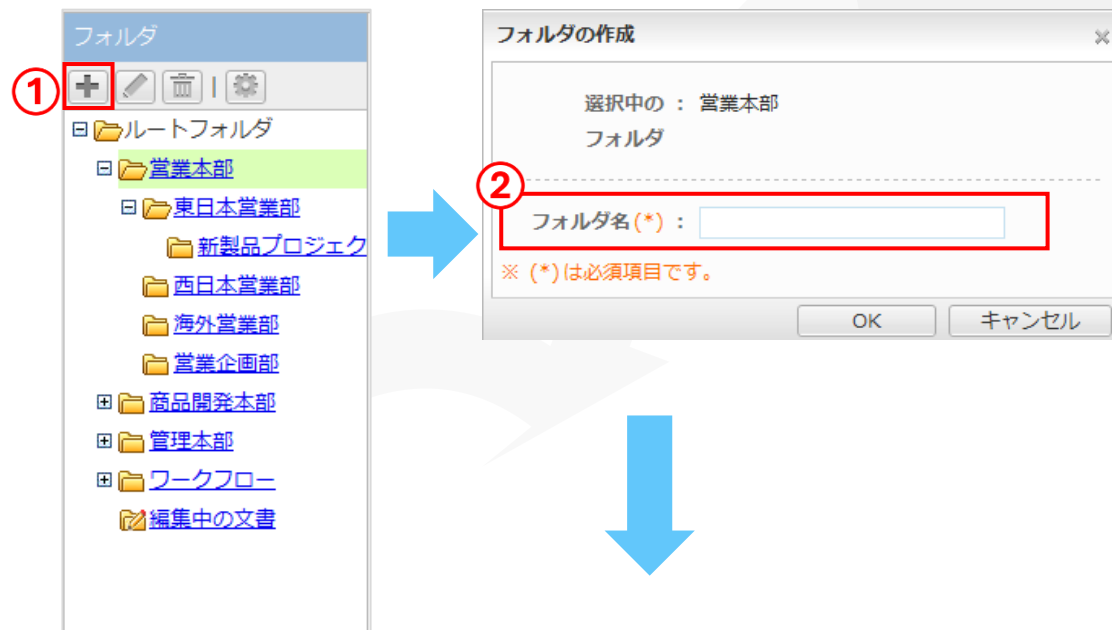 フォルダ
①
ルートフォルダ
営業本部
東日本営業部
新製品プロジェク
西日本営業部
海外営業部
営業企画部
商品開発本部
管理本部
ワークフロー
編集中の文書
フォルダの作成
選択中の : 営業本部
フォルダ
②
フォルダ名(*) :
※ (*)は必須項目です。
OK キャンセル